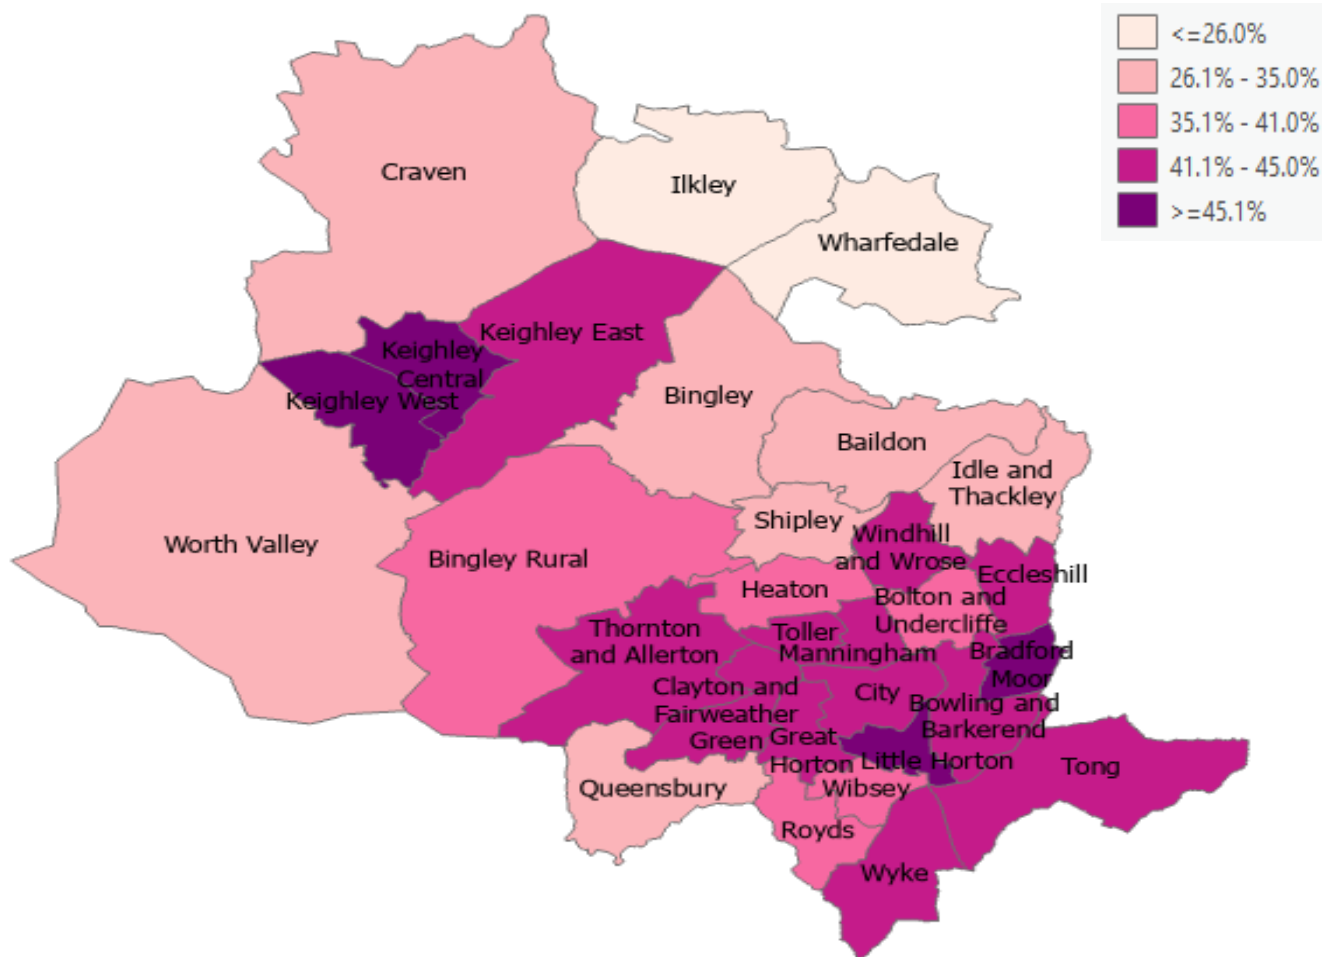 <=26.0%
26.1% - 35.0%
35.1% - 41.0%
41.1% - 45.0%
>=45.1%
Craven
Ilkley
Wharfedale
Keighley East
Keighley
Central
Keighley West
Bingley
Baildon
Idle and
Thackley
Shipley
Windhill
and Wrose
Worth Valley
Bingley Rural
Eccleshill
Heaton
Bolton and
Undercliffe
Thornton
and Allerton
Toller
Manningham
Bradford
Moor
Clayton and
Fairweather
Green
City
Bowling and
Barkerend
Great
Horton
Little Horton
Tong
Queensbury
Wibsey
Royds
Wyke